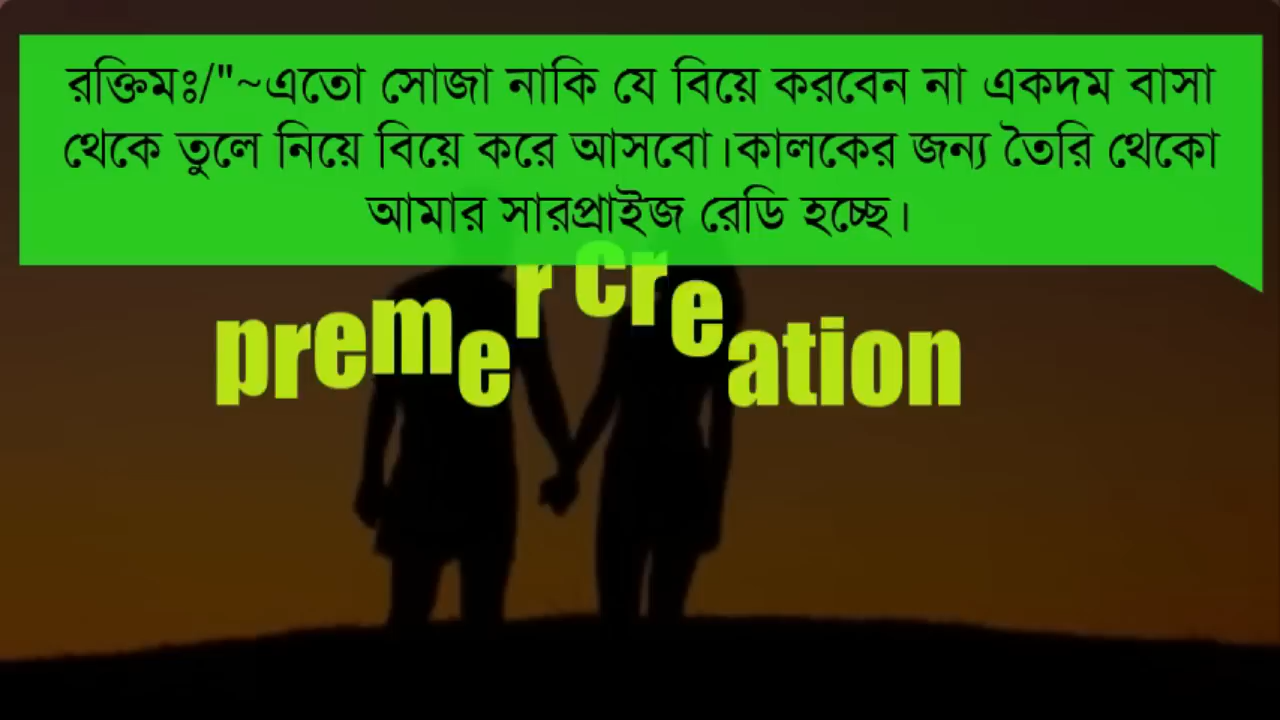 রক্তিমঃ/"~এতো সোজা নাকি যে বিয়ে করবেন না একদম বাসা
থেকে তুলে নিয়ে বিয়ে করে আসবো।কালকের জন্য তৈরি থেকো
আমার সারপ্রাইজ রেডি হচ্ছে।
premer creation